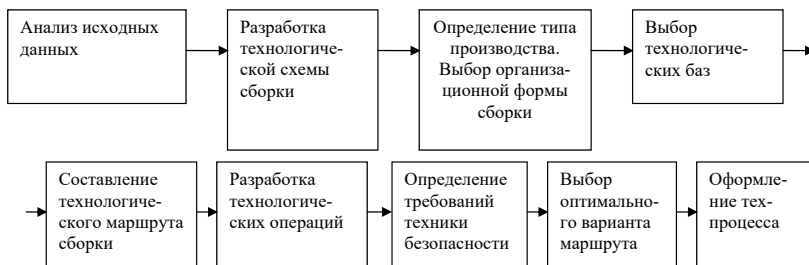 Анализ исходных
данных
Разработка
технологиче-
ской схемы
сборки
Определение типа
производства.
Выбор организа-
ционной формы
сборки
Выбор
технологиче-
ских баз
Составление
технологиче-
ского маршрута
сборки
Разработка
технологиче-
ских операций
Определение
требований
техники
безопасности
Выбор
оптимально-
го варианта
маршрута
Оформле-
ние тех-
процесса